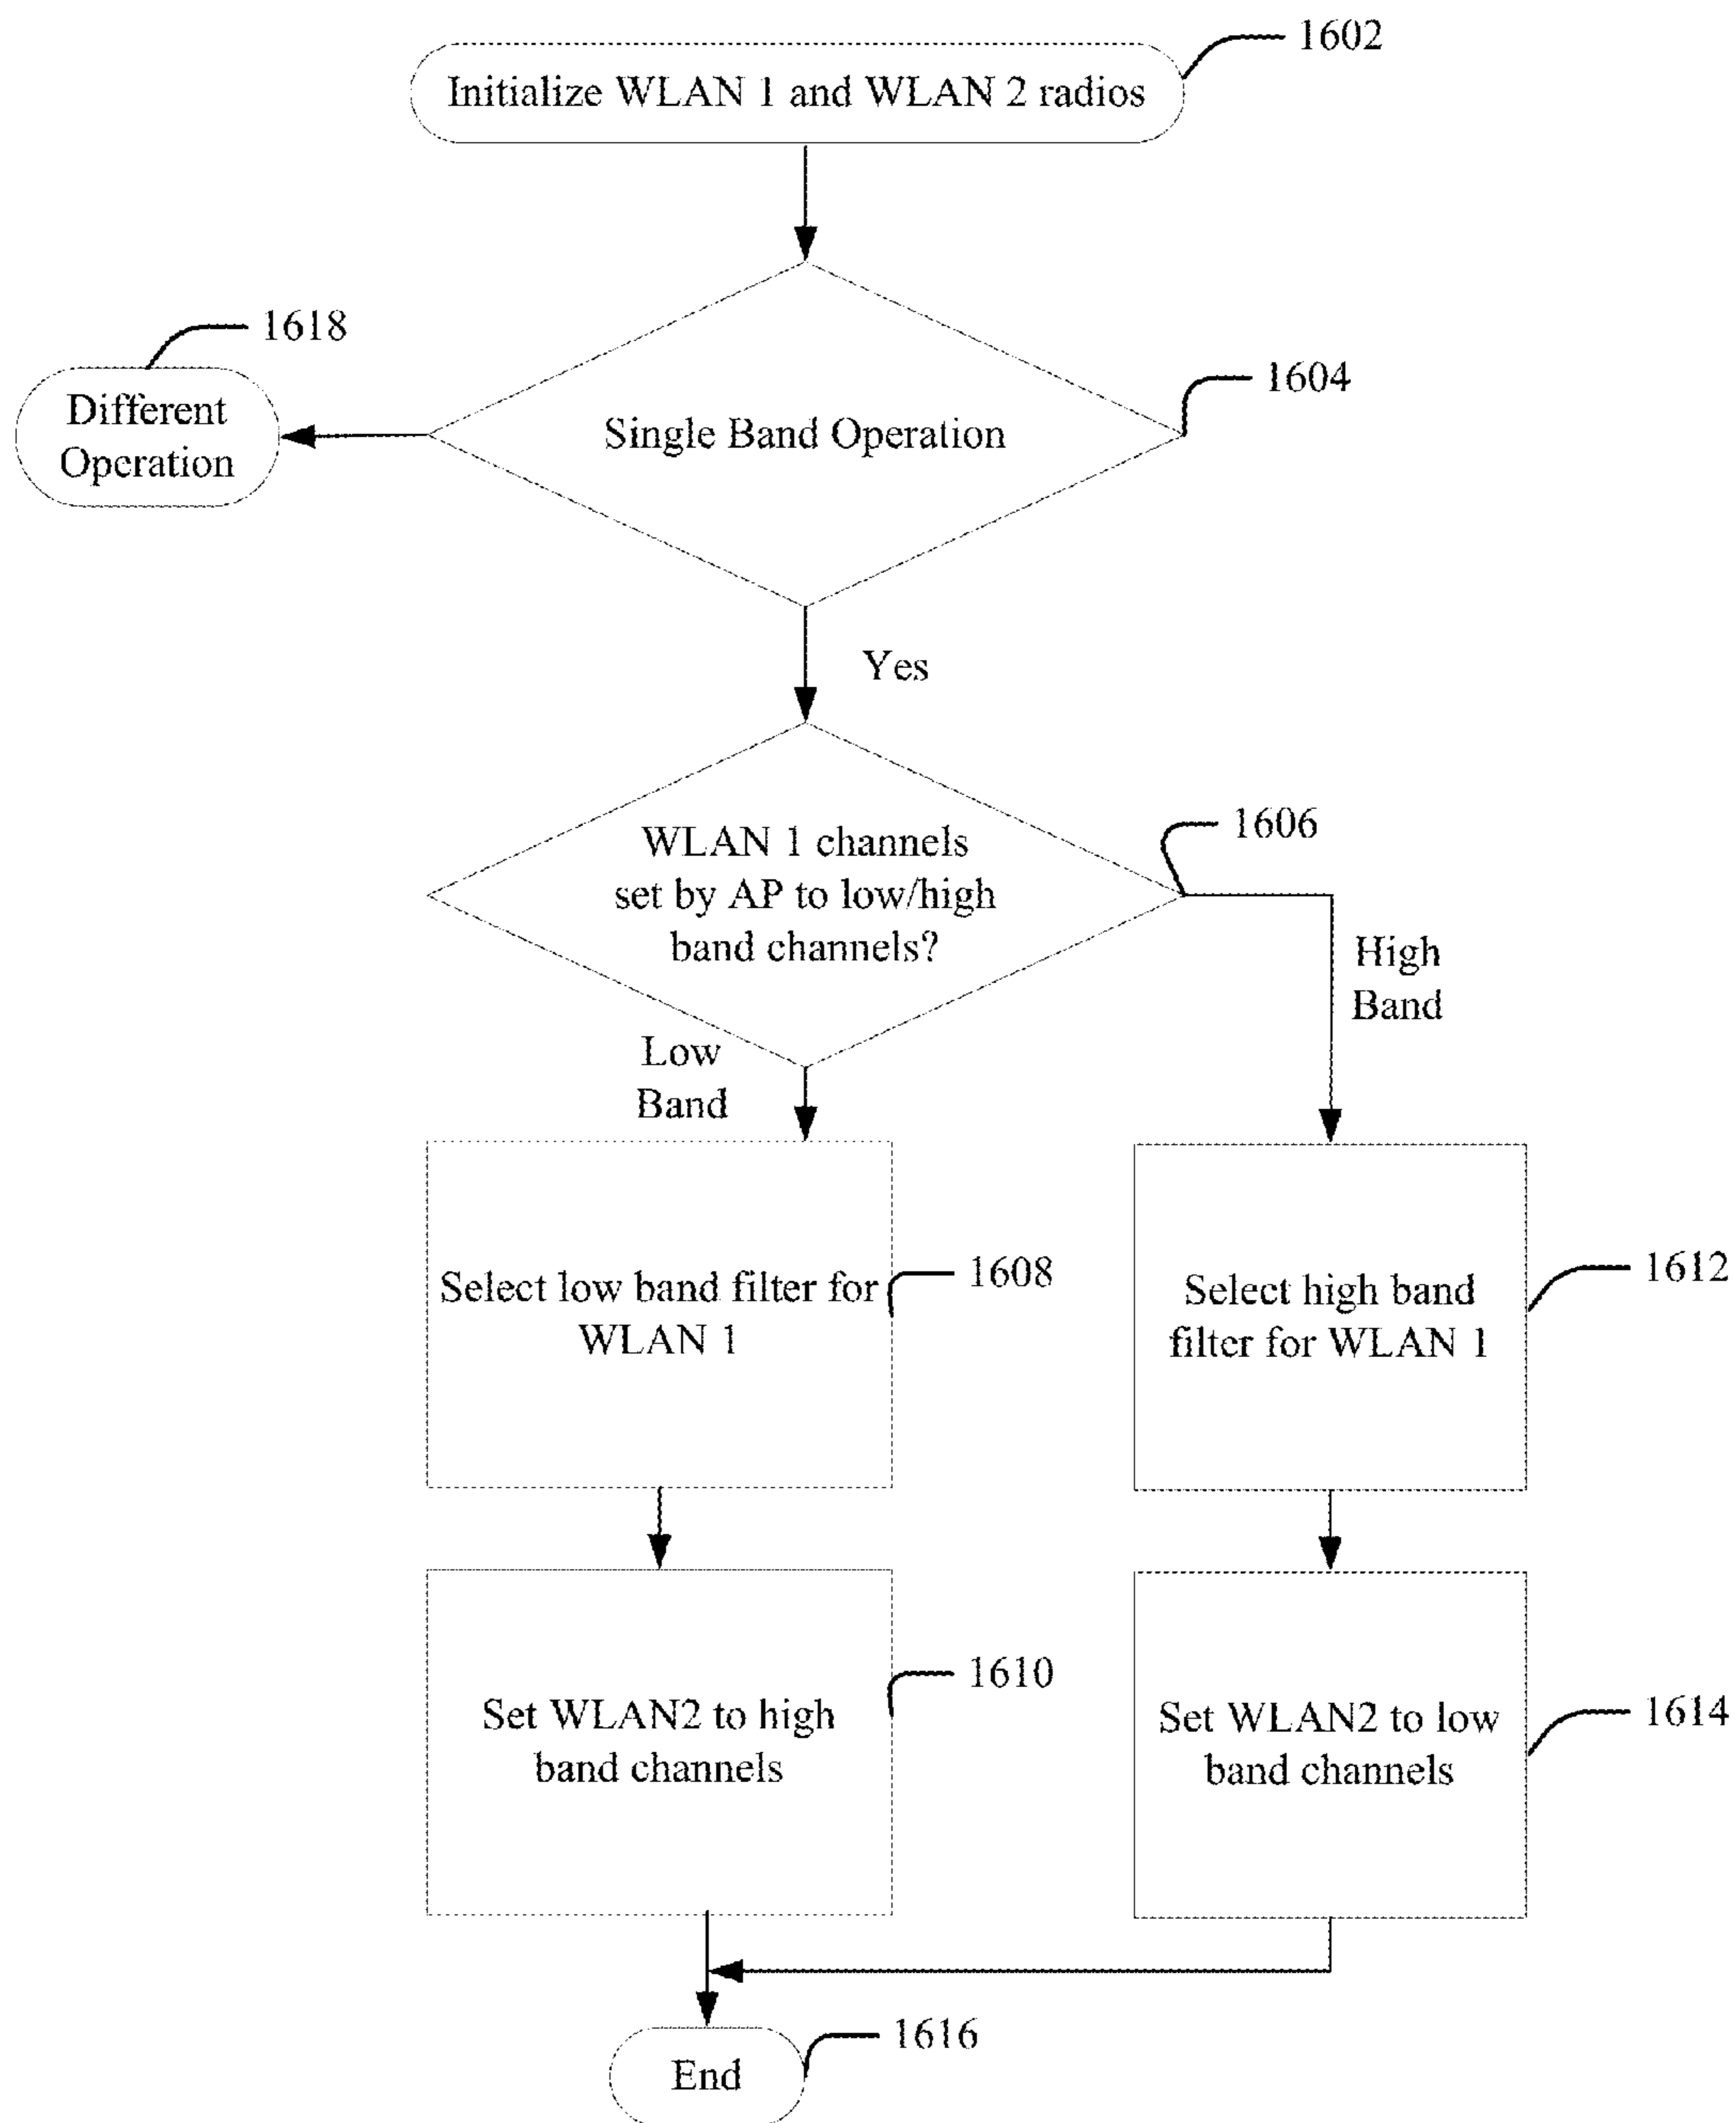 1602
Initialize WLAN 1 and WLAN 2 radios
1618
Different
Operation
1604
Single Band Operation
Yes
1606
WLAN 1 channels
set by AP to low/high
band channels?
High
Band
Low
Band
1608
Select low band filter for
WLAN 1
1612
Select high band
filter for WLAN 1
1610
Set WLAN2 to high
band channels
1614
Set WLAN2 to low
band channels
1616
End